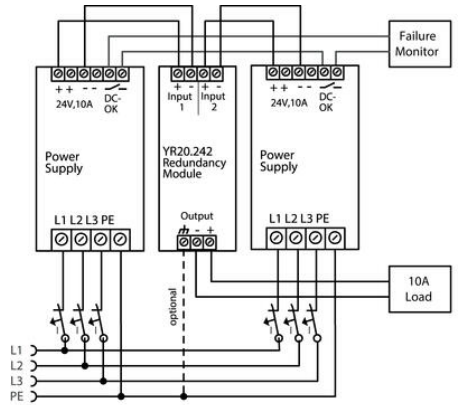 Failure
Monitor
+ + - -
24V,10A
DC-
OK
Power
Supply
L1 L2 L3 PE
+ - + -
Input
1
Input
2
YR20.242
Redundancy
Module
Output
- +
+ + - -
24V,10A
DC-
OK
Power
Supply
L1 L2 L3 PE
optional
10A
Load
L1
L2
L3
PE